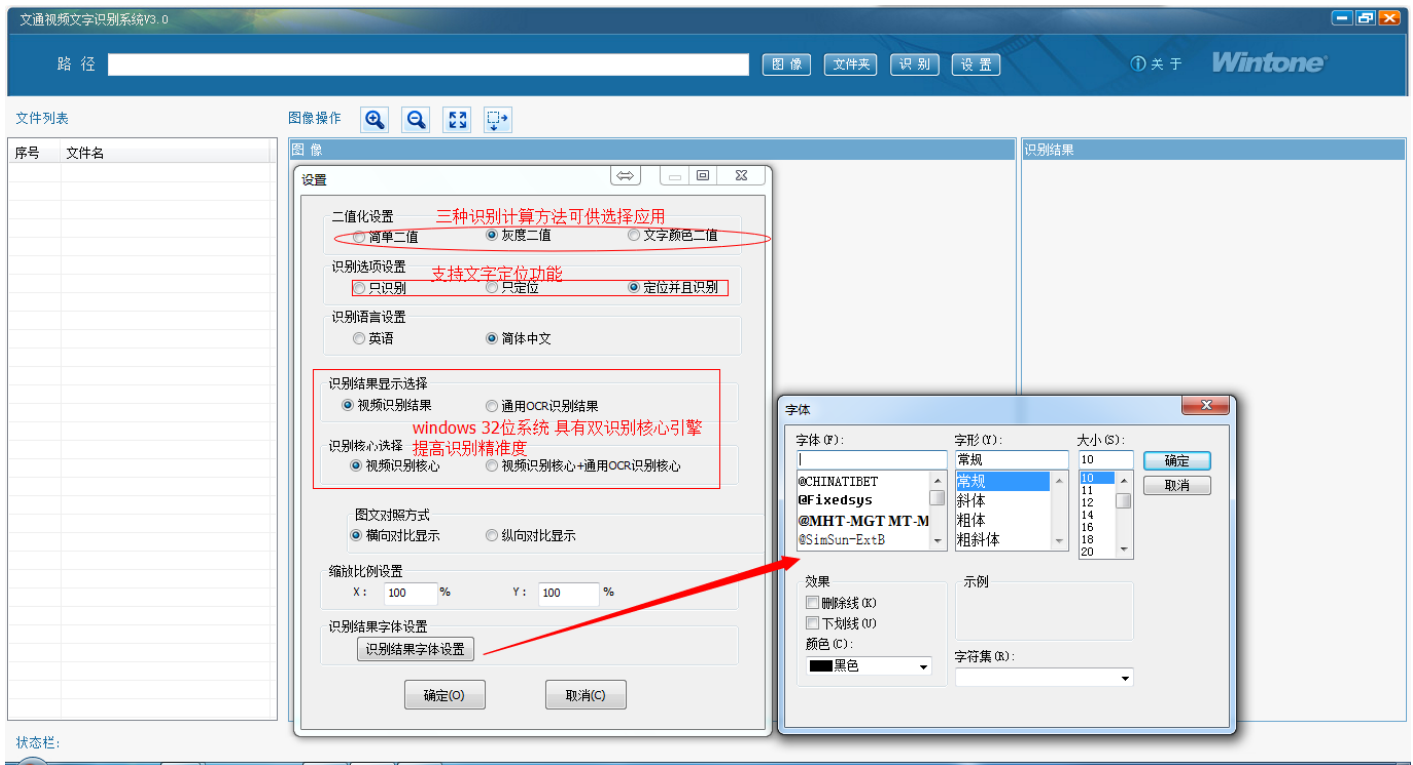 文通视频文字识别系统V3.0
路 径
图 像
文件夹
识 别
设 置
关 于
Wintone
文件列表
图像操作
序号 文件名
图 像
识别结果
设置
二值化设置
三种识别计算方法可供选择应用
简单二值 灰度二值 文字颜色二值
识别选项设置
支持文字定位功能
只识别 只定位 定位并且识别
识别语言设置
英语 简体中文
识别结果显示选择
视频识别结果 通用OCR识别结果
windows 32位系统 具有双识别核心引擎
提高识别精准度
识别核心选择
视频识别核心 视频识别核心+通用OCR识别核心
图文对照方式
横向对比显示 纵向对比显示
缩放比例设置
X: 100 % Y: 100 %
识别结果字体设置
识别结果字体设置
确定(O) 取消(C)
字体
字体(F): 字形(Y): 大小(S):
常规 10 确定
@CHINATIBET 常规 10 取消
@Fixedsys 斜体 11
@MHT-MGT MT-M 粗体 12
@SimSun-ExtB 粗斜体 14
16
18
20
效果 示例
删除线(K)
下划线(U)
颜色(C):
黑色
字符集(R):
状态栏: